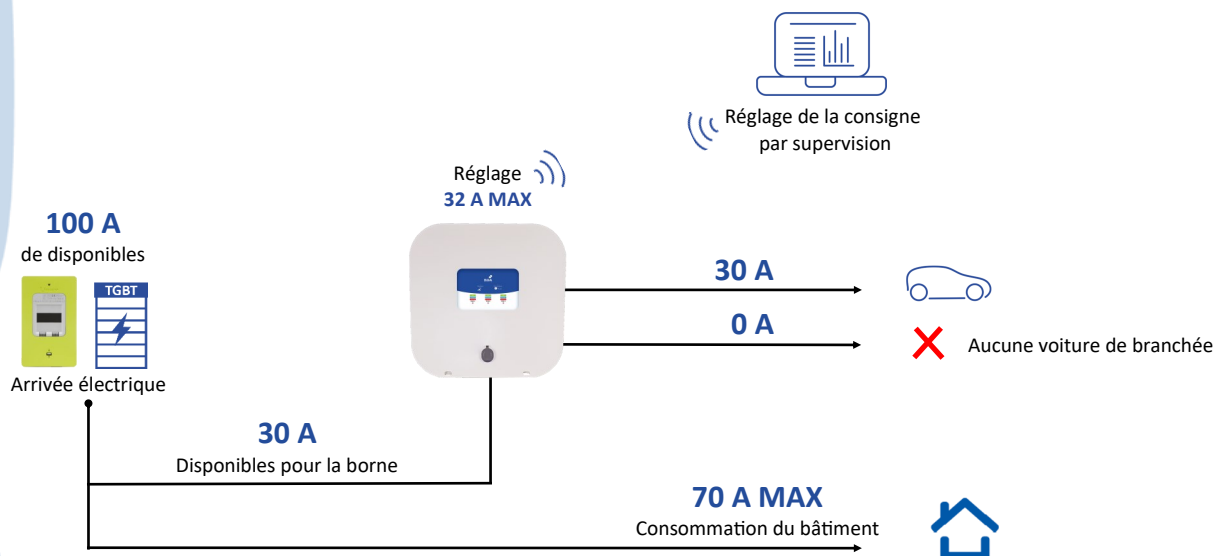 Réglage de la consigne
par supervision
Réglage
32 A MAX
100 A
de disponibles
TGBT
Arrivée électrique
30 A
0 A
Aucune voiture de branchée
30 A
Disponibles pour la borne
70 A MAX
Consommation du bâtiment